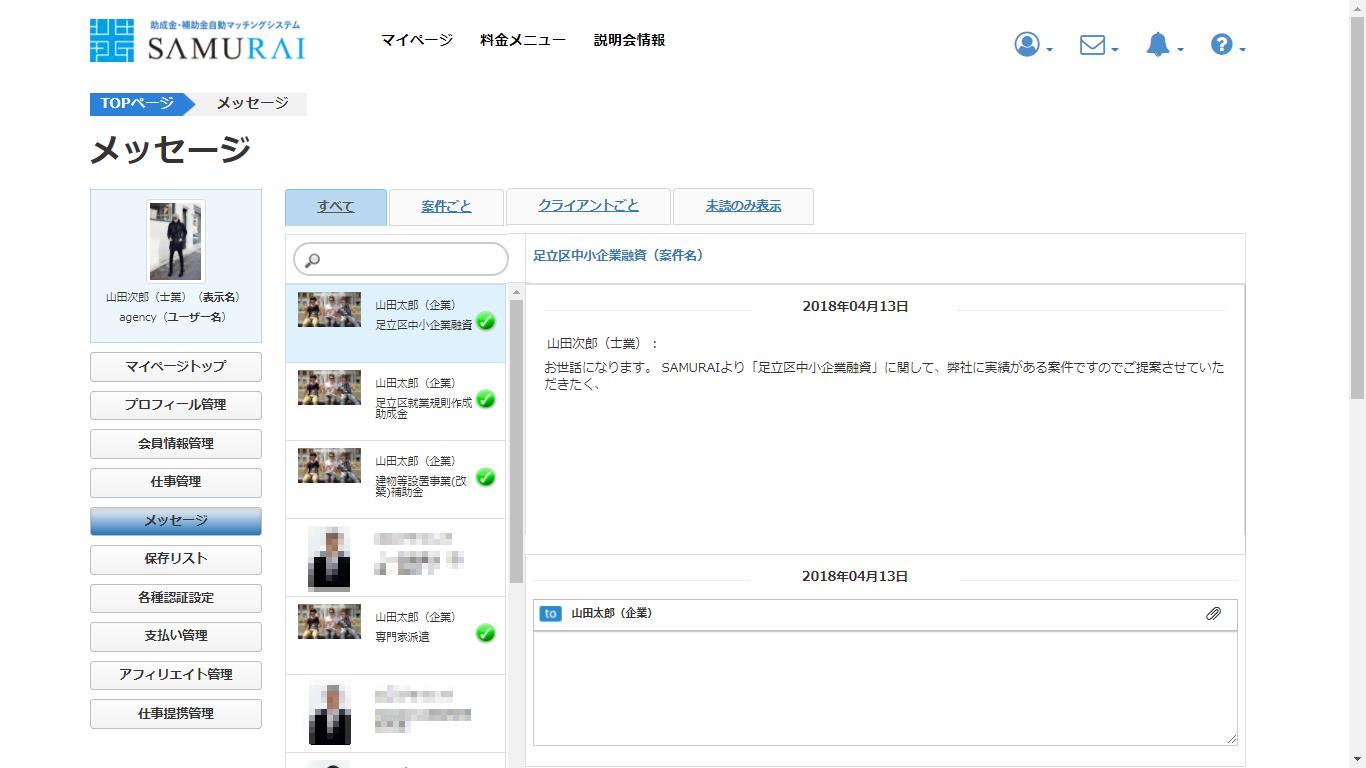 助成金・補助金自動マッチングシステム
SAMURAI
マイページ 料金メニュー 説明会情報
TOPページ メッセージ
メッセージ
山田次郎（士業）（表示名）
agency（ユーザー名）
マイページトップ
プロフィール管理
会員情報管理
仕事管理
メッセージ
保存リスト
各種認証設定
支払い管理
アフィリエイト管理
仕事提携管理
すべて 案件ごと クライアントごと 未読のみ表示
山田太郎（企業）
足立区中小企業融資
山田太郎（企業）
足立区就業規則作成
助成金
山田太郎（企業）
建物等設置事業(改
築)補助金
山田太郎（企業）
専門家派遣
足立区中小企業融資（案件名）
2018年04月13日
山田次郎（士業）：
お世話になります。 SAMURAIより「足立区中小企業融資」に関して、弊社に実績がある案件ですのでご提案させていた
だきたく、
2018年04月13日
to 山田太郎（企業）